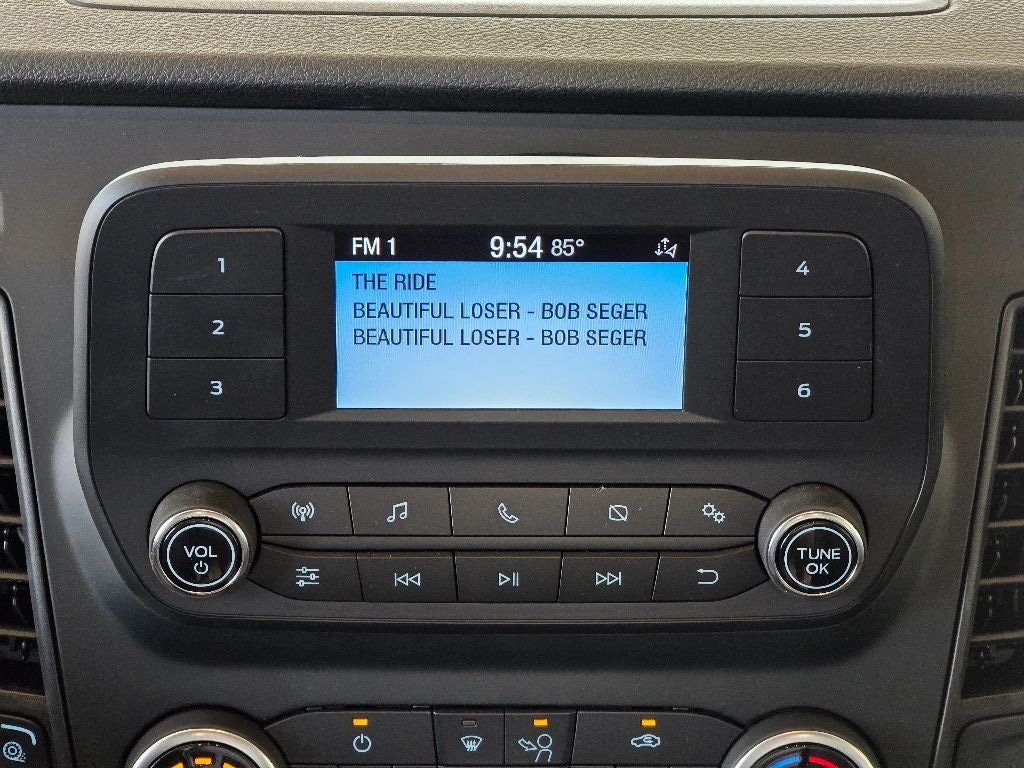 FM 1 9:54 85°
THE RIDE
BEAUTIFUL LOSER - BOB SEGER
BEAUTIFUL LOSER - BOB SEGER
1
2
3
4
5
6
VOL
TUNE
OK